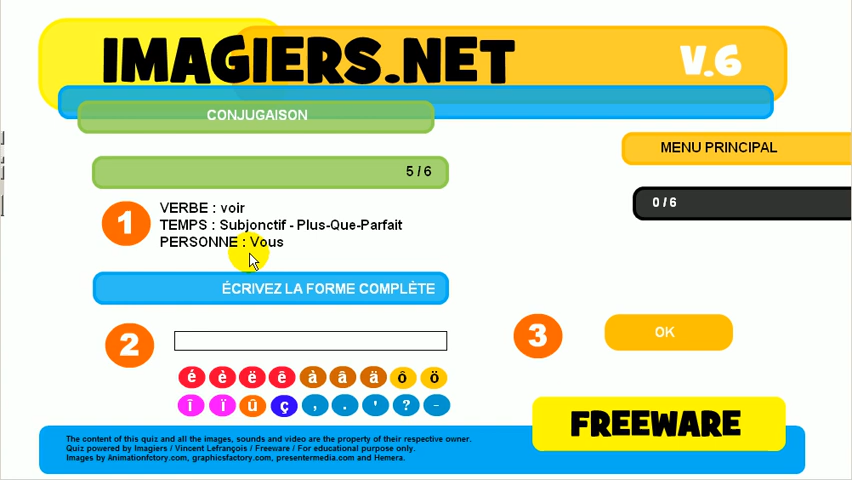 IMAGIERS.NET
V.6
CONJUGAISON
MENU PRINCIPAL
5 / 6
0 / 6
1
VERBE : voir
TEMPS : Subjonctif - Plus-Que-Parfait
PERSONNE : Vous
ÉCRIVEZ LA FORME COMPLÈTE
2
3
OK
é è ë ê à â ä ô ö
î ï û ç , . ' ? -
FREEWARE
The content of this quiz and all the images, sounds and video are the property of their respective owner.
Quiz powered by Imagiers / Vincent Lefrançois / Freeware / For educational purpose only.
Images by Animationfctory.com, graphicsfactory.com, presentermedia.com and Hemera.